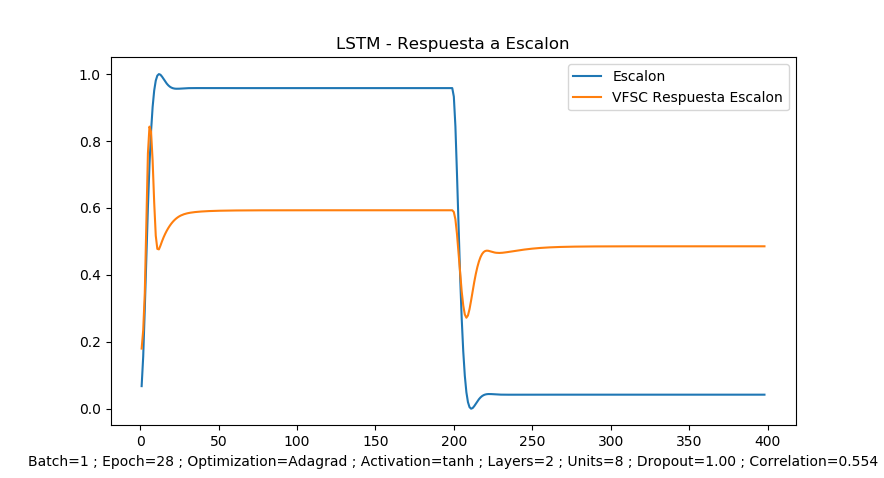 LSTM - Respuesta a Escalon
Escalon
VFSC Respuesta Escalon
1.0
0.8
0.6
0.4
0.2
0.0
0 50 100 150 200 250 300 350 400
Batch=1 ; Epoch=28 ; Optimization=Adagrad ; Activation=tanh ; Layers=2 ; Units=8 ; Dropout=1.00 ; Correlation=0.554